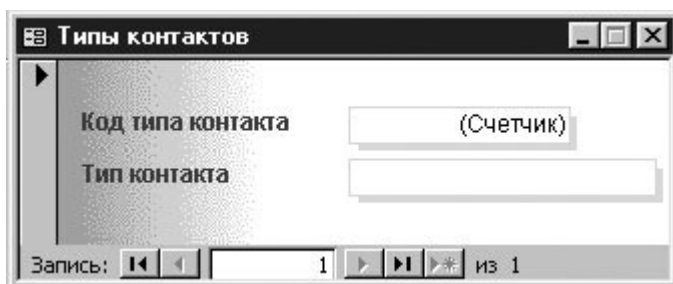 Типы контактов
Код типа контакта (Счетчик)
Тип контакта
Запись: 1 из 1